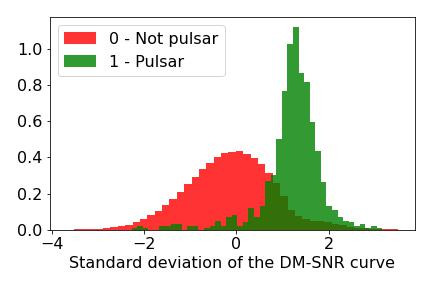 0 - Not pulsar
1 - Pulsar
1.0
0.8
0.6
0.4
0.2
0.0
−4 −2 0 2
Standard deviation of the DM-SNR curve